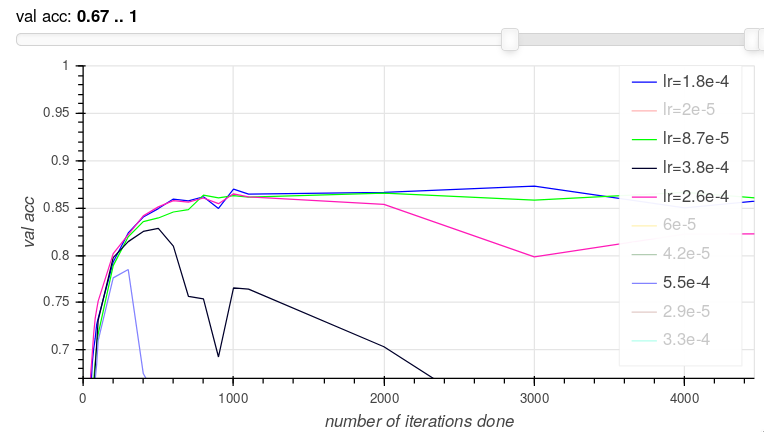 val acc: 0.67 .. 1
1
0.95
0.9
0.85
0.8
0.75
0.7
val acc
lr=1.8e-4
lr=2e-5
lr=8.7e-5
lr=3.8e-4
lr=2.6e-4
6e-5
4.2e-5
5.5e-4
2.9e-5
3.3e-4
0
1000
2000
3000
4000
number of iterations done